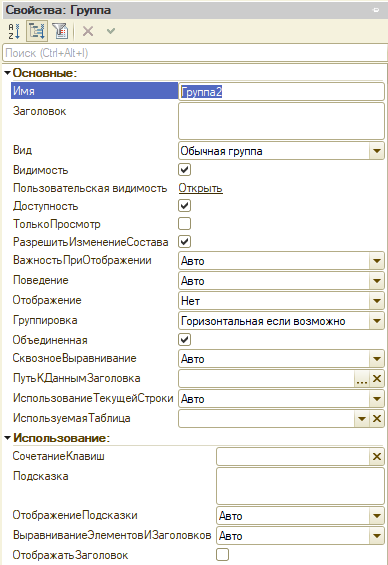 Свойства: Группа
Поиск (Ctrl+Alt+I)
Основные:
Имя Группа2
Заголовок
Вид Обычная группа
Видимость
Пользовательская видимость Открыть
Доступность
ТолькоПросмотр
РазрешитьИзменениеСостава
ВажностьПриОтображении Авто
Поведение Авто
Отображение Нет
Группировка Горизонтальная если возможно
Объединенная
СквозноеВыравнивание Авто
ПутьКДаннымЗаголовка ...
ИспользованиеТекущейСтроки Авто
ИспользуемаяТаблица
Использование:
СочетаниеКлавиш
Подсказка
ОтображениеПодсказки Авто
ВыравниваниеЭлементовИЗаголовков Авто
ОтображатьЗаголовок